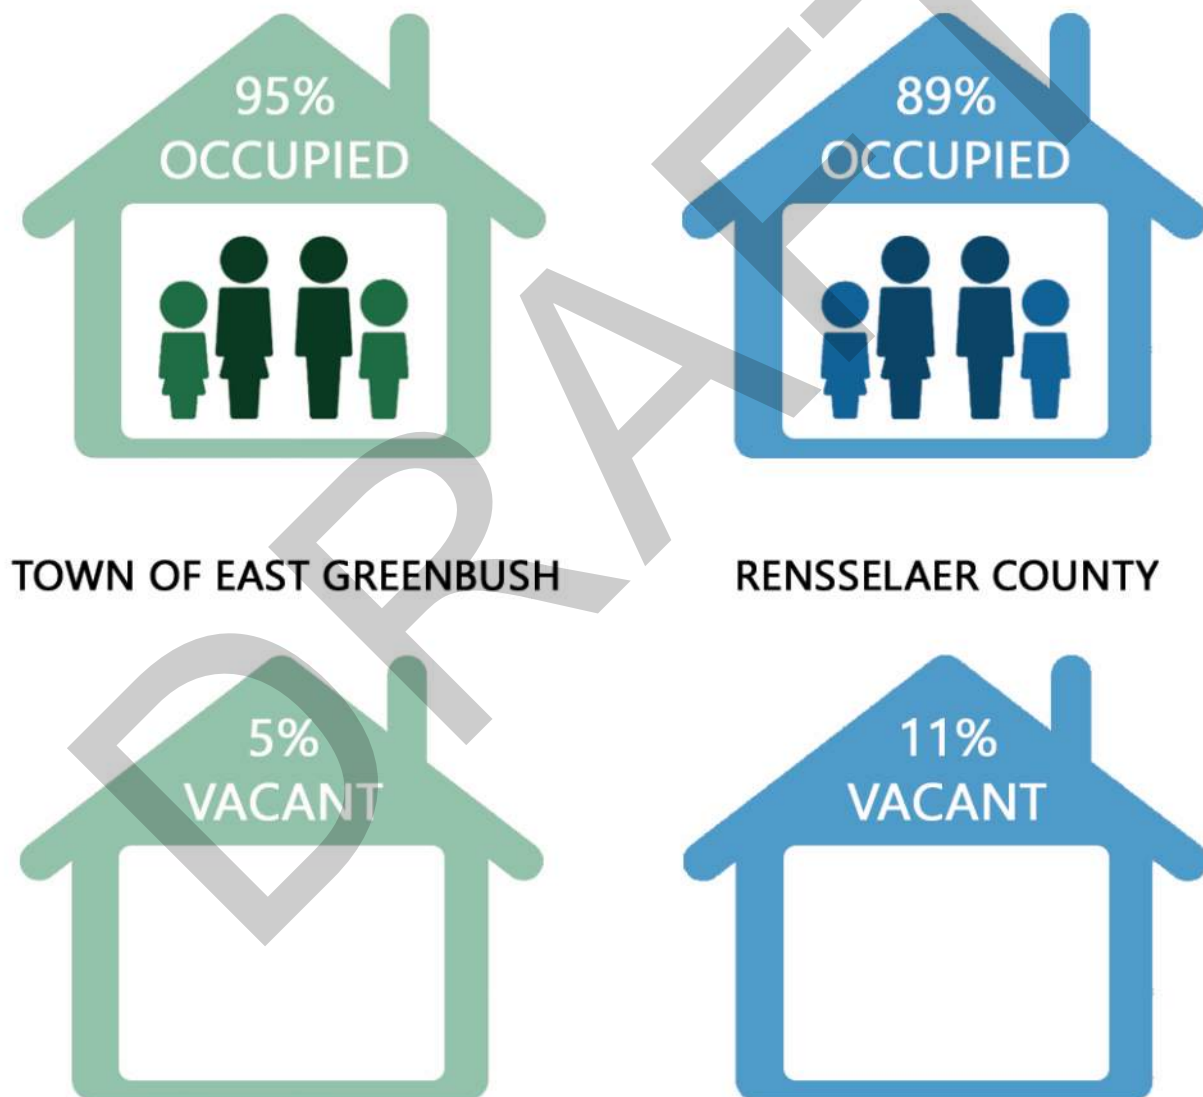 95%
OCCUPIED
89%
OCCUPIED
TOWN OF EAST GREENBUSH
RENSSELAER COUNTY
5%
VACANT
11%
VACANT
DRAFT